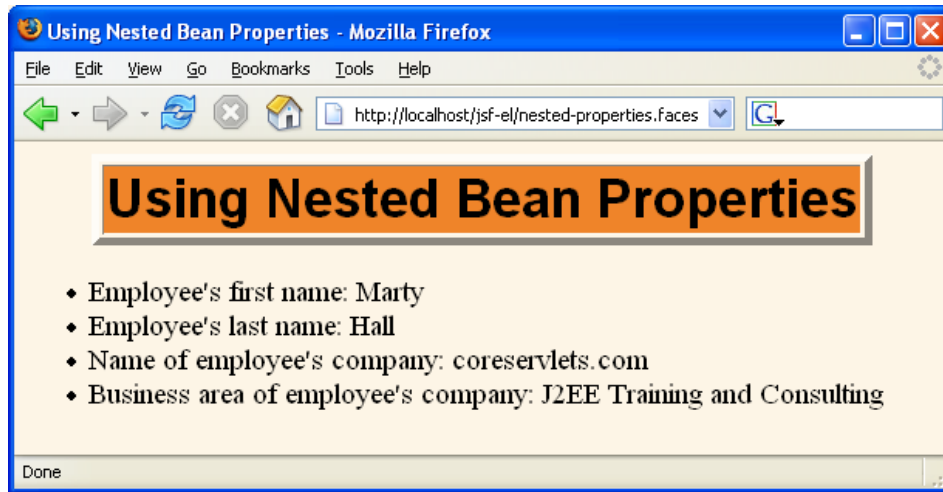 Using Nested Bean Properties - Mozilla Firefox
File Edit View Go Bookmarks Tools Help
http://localhost/jsf-el/nested-properties.faces G
Using Nested Bean Properties
• Employee's first name: Marty
• Employee's last name: Hall
• Name of employee's company: coreservlets.com
• Business area of employee's company: J2EE Training and Consulting
Done